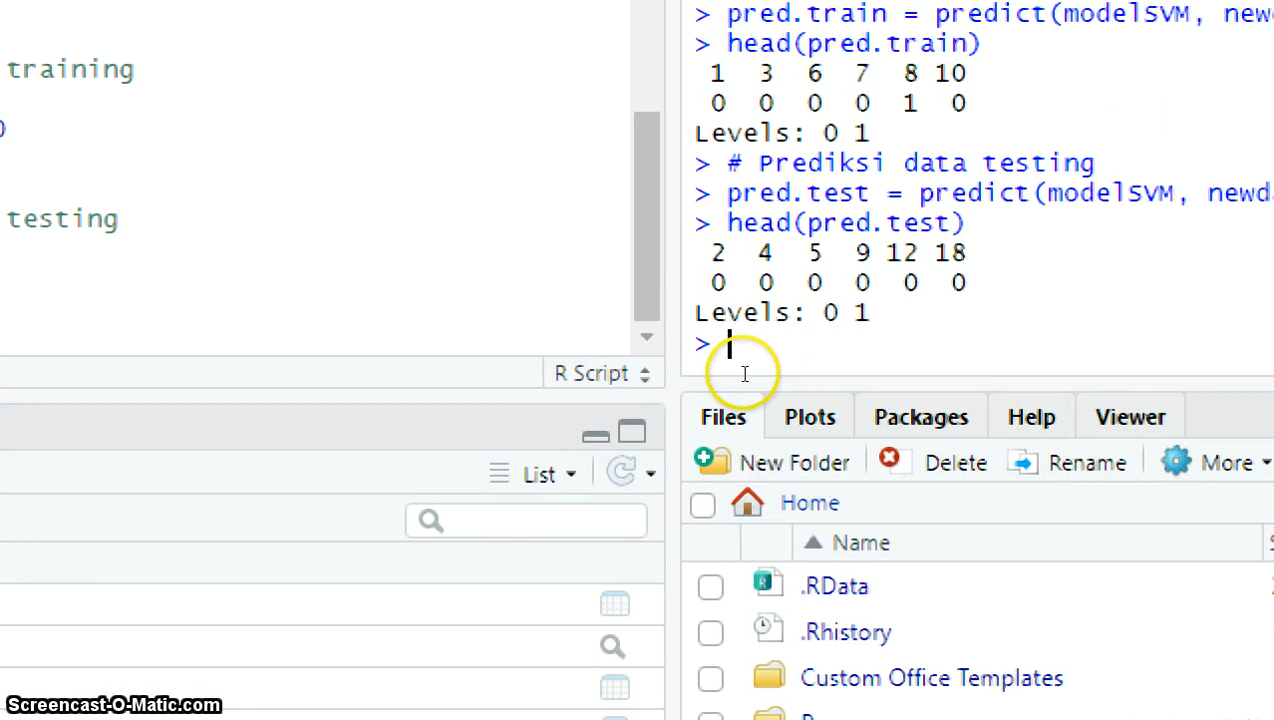 training
0
testing
R Script
List
> pred.train = predict(modelSVM, new
> head(pred.train)
1 3 6 7 8 10
0 0 0 0 1 0
Levels: 0 1
> # Prediksi data testing
> pred.test = predict(modelSVM, newd
> head(pred.test)
2 4 5 9 12 18
0 0 0 0 0 0
Levels: 0 1
>
Files Plots Packages Help Viewer
New Folder Delete Rename More
Home
Name
.RData
.Rhistory
Custom Office Templates
Screencast-O-Matic.com